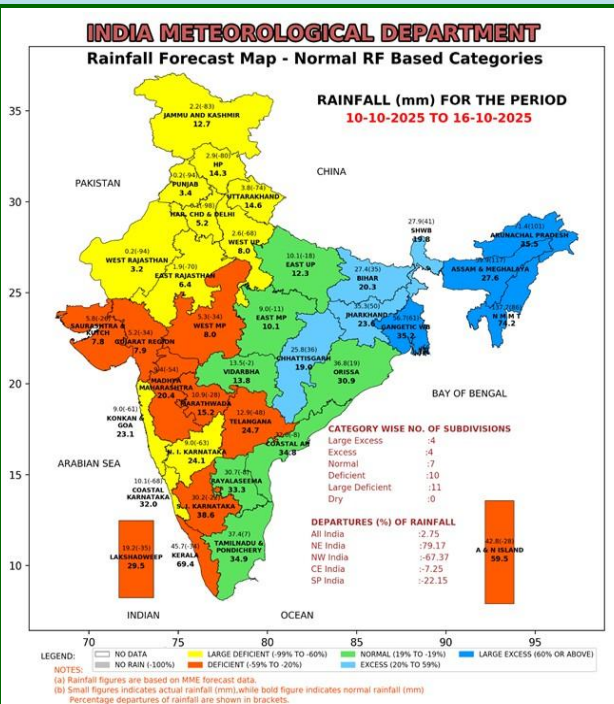 INDIA METEOROLOGICAL DEPARTMENT
Rainfall Forecast Map - Normal RF Based Categories
RAINFALL (mm) FOR THE PERIOD
10-10-2025 TO 16-10-2025
2.2(-83)
JAMMU AND KASHMIR
12.7
2.9(-80)
HP
14.3
PAKISTAN
CHINA
0.2(-94)
PUNJAB
3.4
3.8(-74)
UTTARAKHAND
14.6
0.1(-98)
HAR, CHD & DELHI
5.2
2.6(-68)
WEST UP
8.0
0.2(-94)
WEST RAJASTHAN
3.2
1.9(-70)
EAST RAJASTHAN
6.4
10.1(-18)
EAST UP
12.3
27.4(35)
BIHAR
20.3
27.9(41)
SHWB
19.8
(101)
ARUNACHAL PRADESH
25.5
ASSAM & MEGHALAYA
27.6
N M M T
74.2
5.8(
SAURASHTRA & KUTCH
7.8
5.2(-34)
GUJARAT REGION
7.9
5.3(-34)
WEST MP
8.0
9.0(-11)
EAST MP
10.1
35.3(50)
JHARKHAND
23.6
GANGETIC WB
35.2
25.8(36)
CHHATTISGARH
19.0
36.8(19)
ORISSA
30.9
13.5(-2)
VIDARBHA
13.8
(-54)
MADHYA MAHARASHTRA
20.4
10.9(-28)
MARATHWADA
15.2
9.0(-61)
KONKAN & GOA
23.1
12.9(-48)
TELANGANA
24.7
(-8)
COASTAL AP
34.8
9.0(-63)
N. I. KARNATAKA
24.1
BAY OF BENGAL
ARABIAN SEA
10.1(-68)
COASTAL KARNATAKA
32.0
30.7(-8)
RAYALASEEMA
33.3
S. I. KARNATAKA
38.6
37.4(7)
TAMILNADU & PONDICHERY
34.9
45.7(
KERALA
69.4
19.2(-35)
LAKSHADWEEP
29.5
42.8(-28)
A & N ISLAND
59.5
CATEGORY WISE NO. OF SUBDIVISIONS
Large Excess :4
Excess :4
Normal :7
Deficient :10
Large Deficient :11
Dry :0
DEPARTURES (%) OF RAINFALL
All India :2.75
NE India :79.17
NW India :-67.37
CE India :-7.25
SP India :-22.15
INDIAN OCEAN
35
30
25
20
15
10
70 75 80 85 90 95
LEGEND: NO DATA LARGE DEFICIENT (-99% TO -60%) NORMAL (19% TO -19%) LARGE EXCESS (60% OR ABOVE)
NO RAIN (-100%) DEFICIENT (-59% TO -20%) EXCESS (20% TO 59%)
NOTES:
(a) Rainfall figures are based on MME forecast data.
(b) Small figures indicates actual rainfall (mm),while bold figure indicates normal rainfall (mm)
Percentage departures of rainfall are shown in brackets.